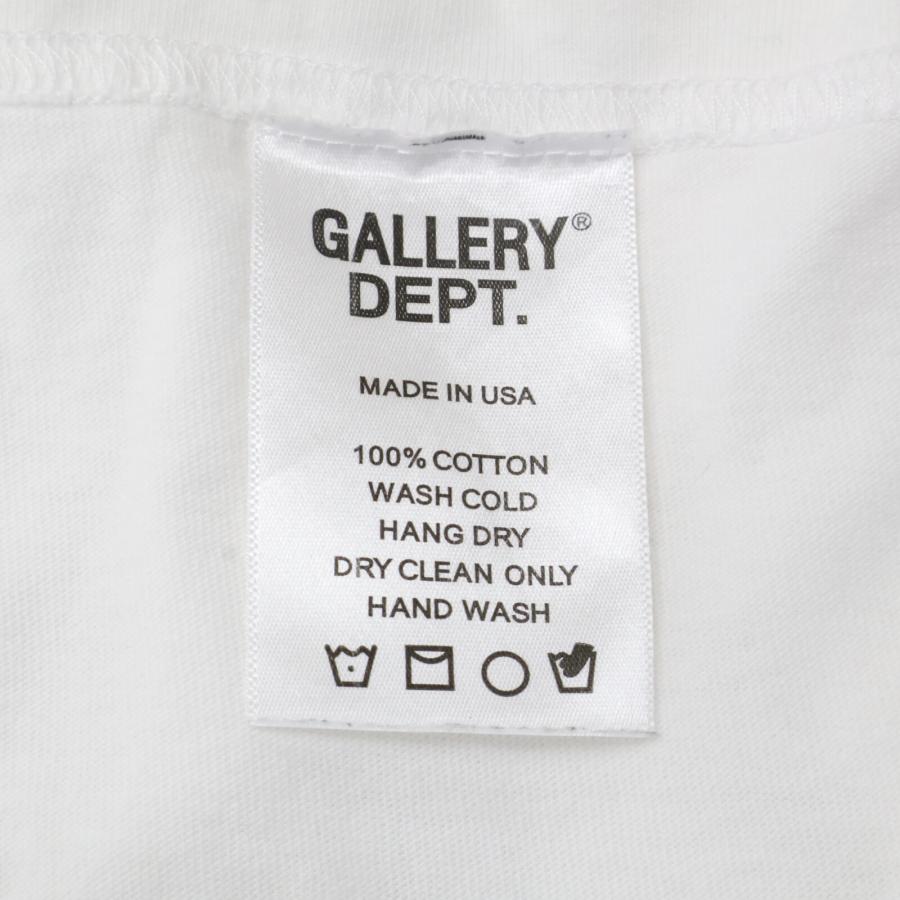 GALLERY®
DEPT.
MADE IN USA
100% COTTON
WASH COLD
HANG DRY
DRY CLEAN ONLY
HAND WASH